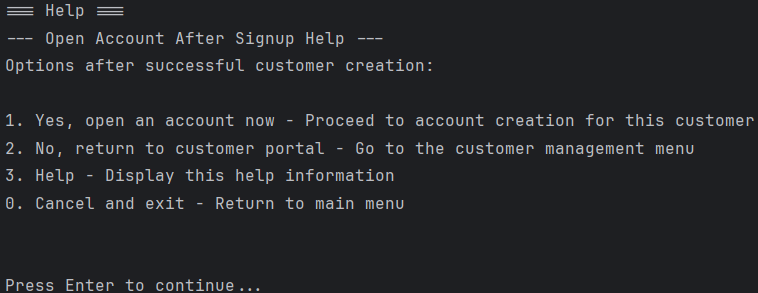 === Help ===
--- Open Account After Signup Help ---
Options after successful customer creation:
1. Yes, open an account now - Proceed to account creation for this customer
2. No, return to customer portal - Go to the customer management menu
3. Help - Display this help information
0. Cancel and exit - Return to main menu
Press Enter to continue...